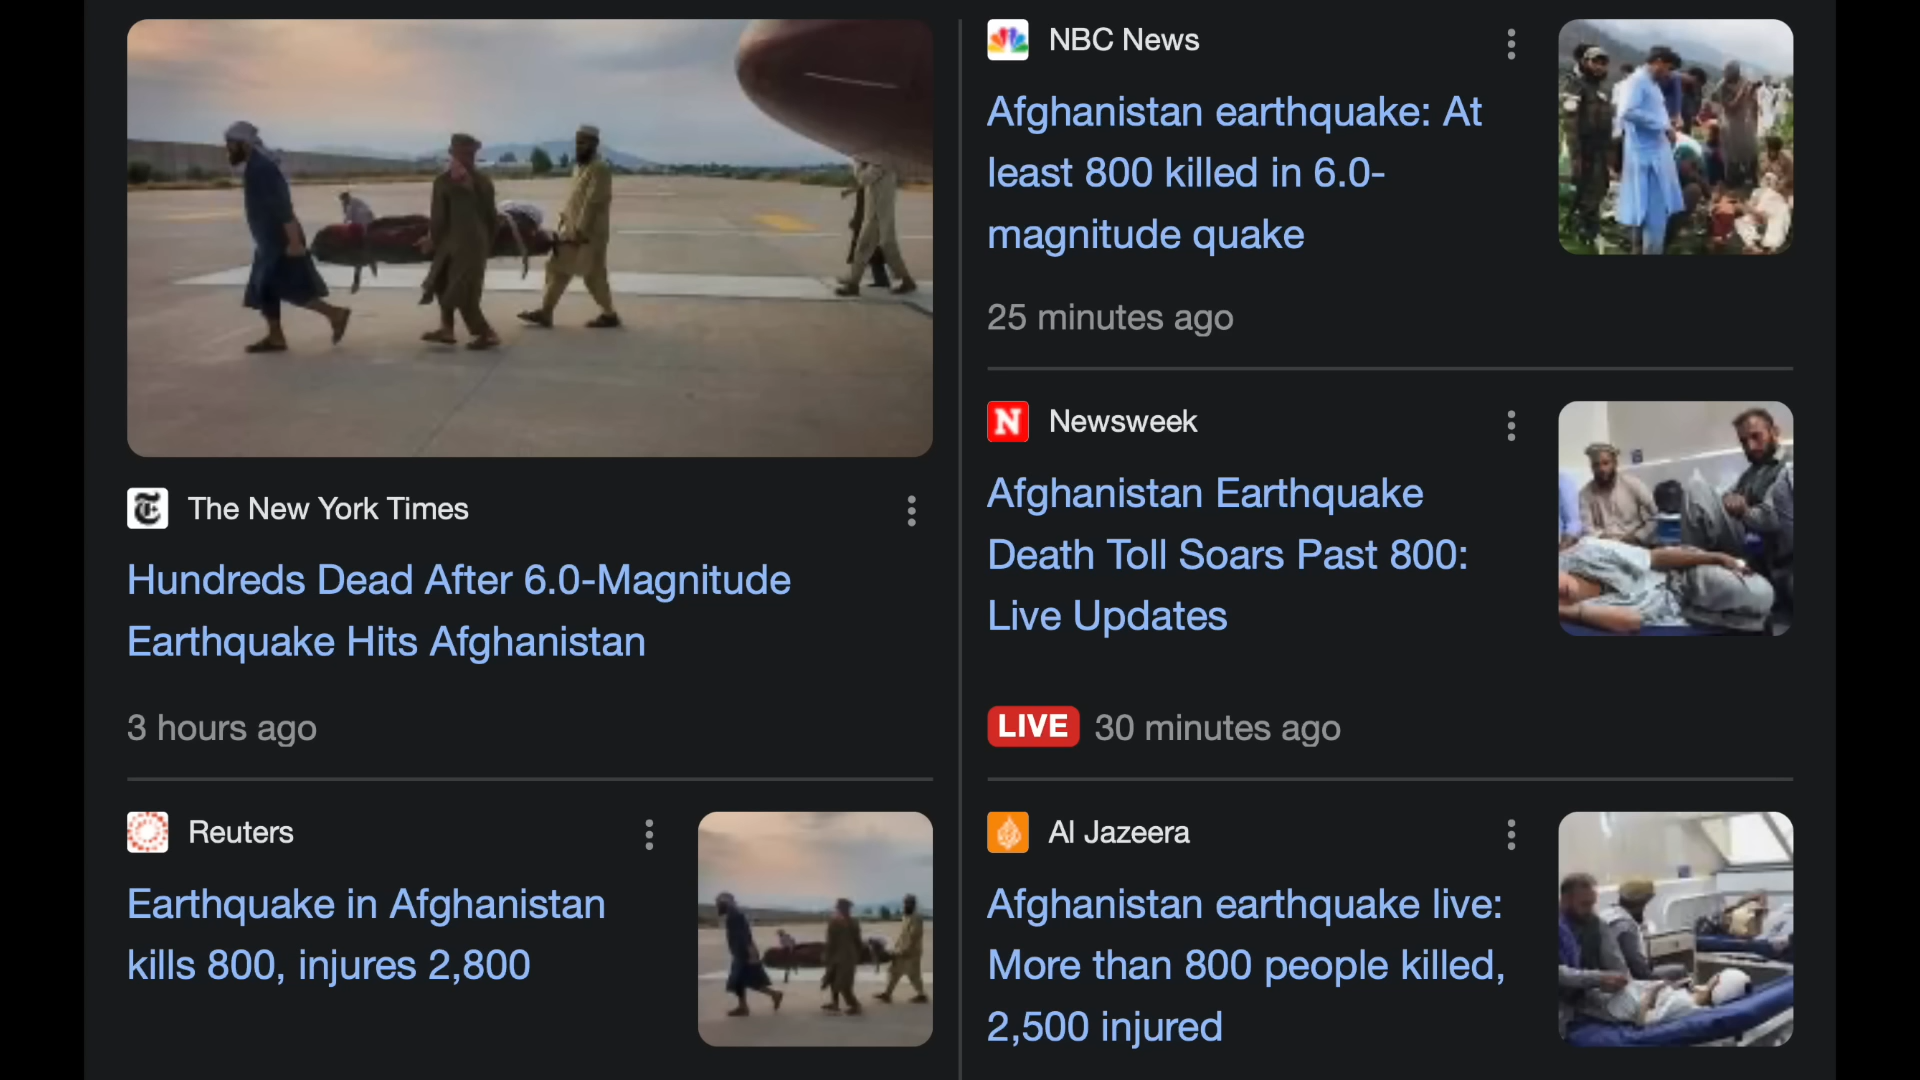 The New York Times
Hundreds Dead After 6.0-Magnitude
Earthquake Hits Afghanistan
3 hours ago
Reuters
Earthquake in Afghanistan
kills 800, injures 2,800
NBC News
Afghanistan earthquake: At
least 800 killed in 6.0-
magnitude quake
25 minutes ago
N
Newsweek
Afghanistan Earthquake
Death Toll Soars Past 800:
Live Updates
LIVE 30 minutes ago
Al Jazeera
Afghanistan earthquake live:
More than 800 people killed,
2,500 injured